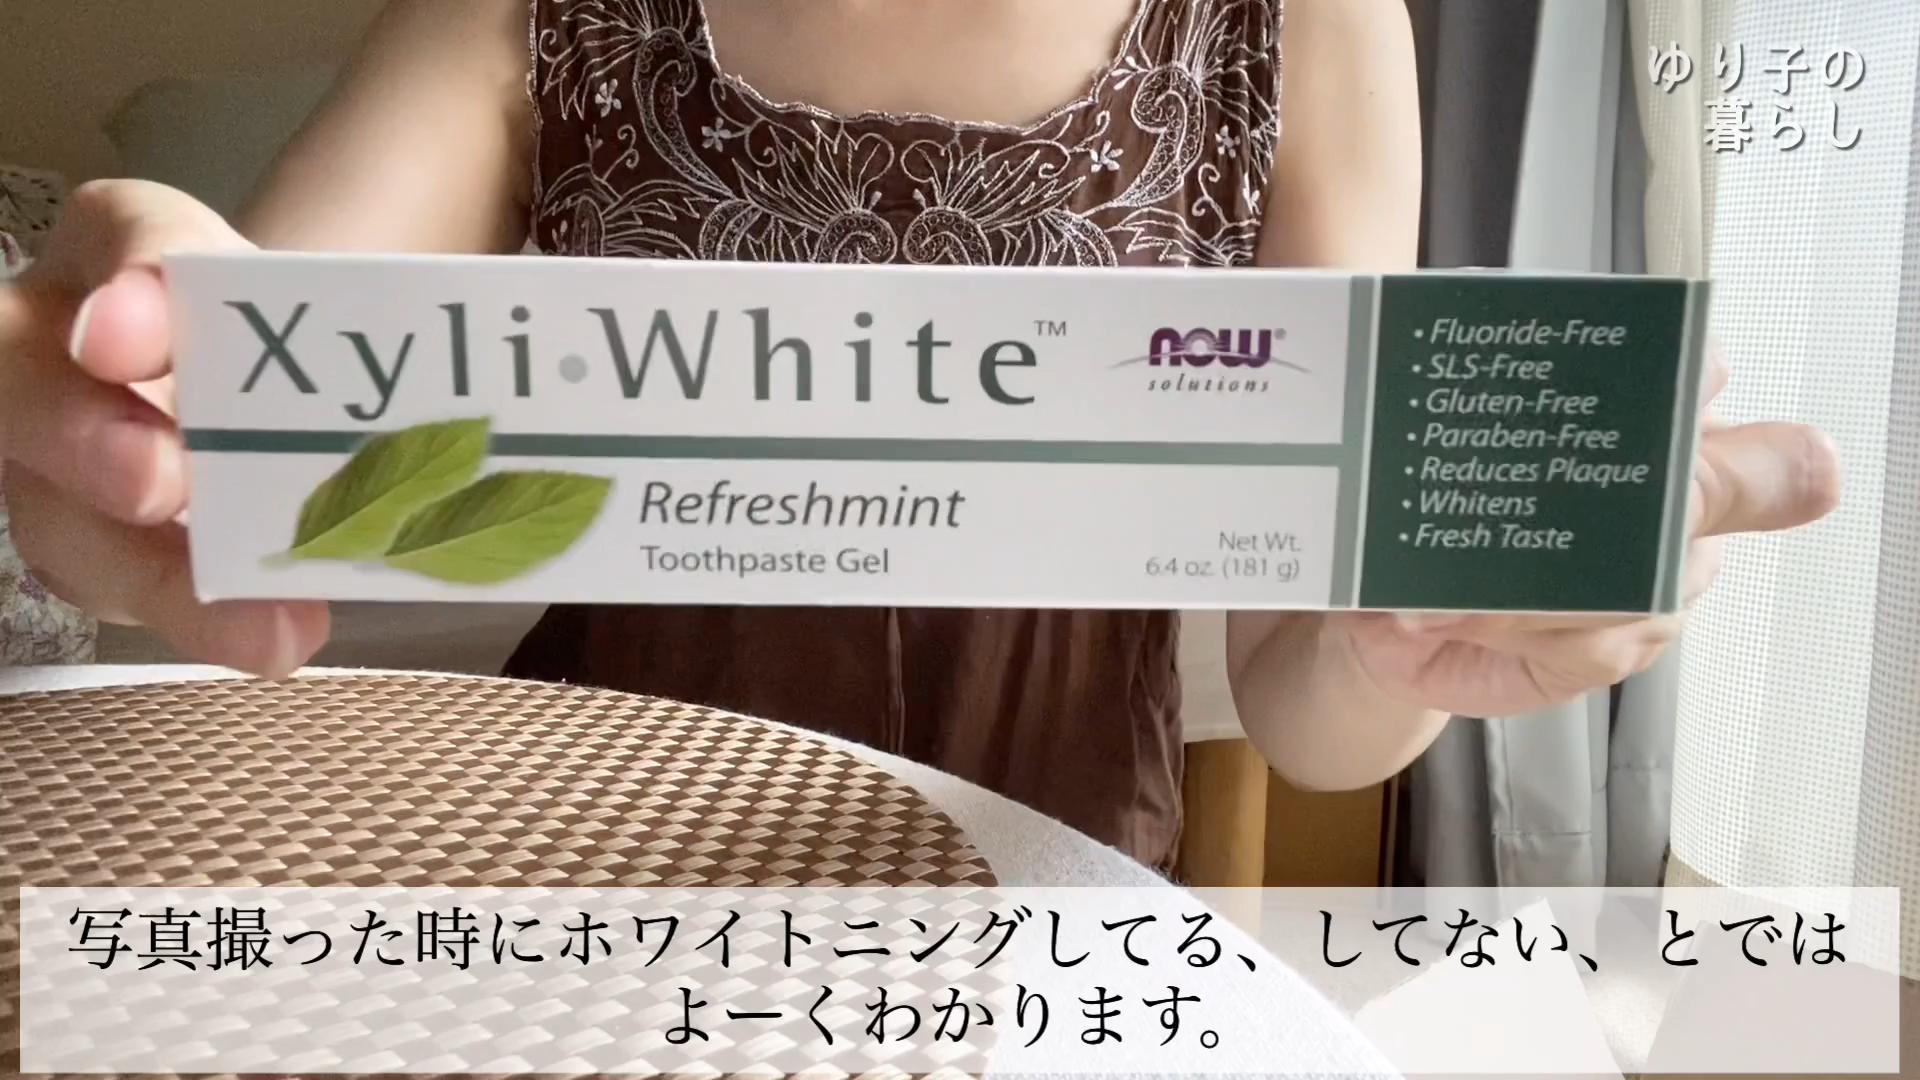 ゆり子の
暮らし
Xyli·White™
NOW®
solutions
Refreshmint
Toothpaste Gel
Net Wt.
6.4 oz. (181 g)
• Fluoride-Free
• SLS-Free
• Gluten-Free
• Paraben-Free
• Reduces Plaque
• Whitens
• Fresh Taste
写真撮った時にホワイトニングしてる、してない、とでは
よーくわかります。